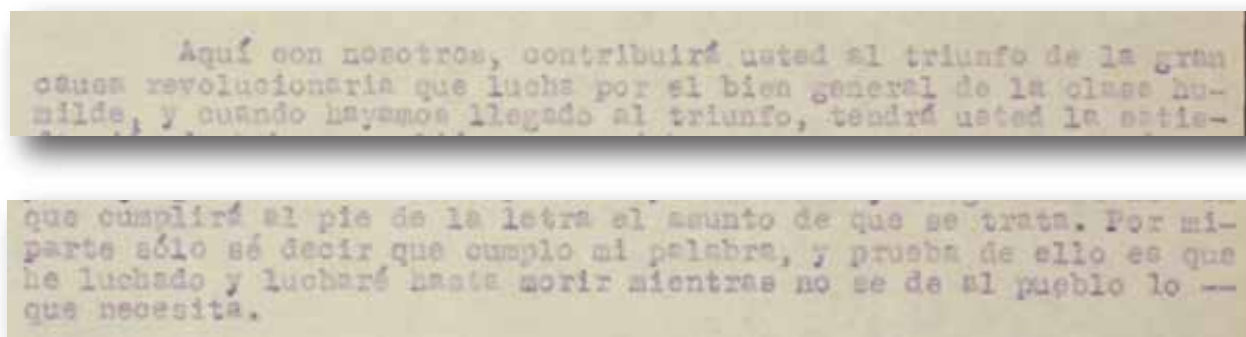 Aquí con nosotros, contribuirá usted al triunfo de la gran
causa revolucionaria que lucha por el bien general de la clase hu-
milde, y cuando hayamos llegado al triunfo, tendrá usted la satis-
que cumplirá al pie de la letra el asunto de que se trata. Por mi-
parte sólo sé decir que cumplo mi palabra, y prueba de ello es que
he luchado y lucharé hasta morir mientras no se de al pueblo lo --
que necesita.